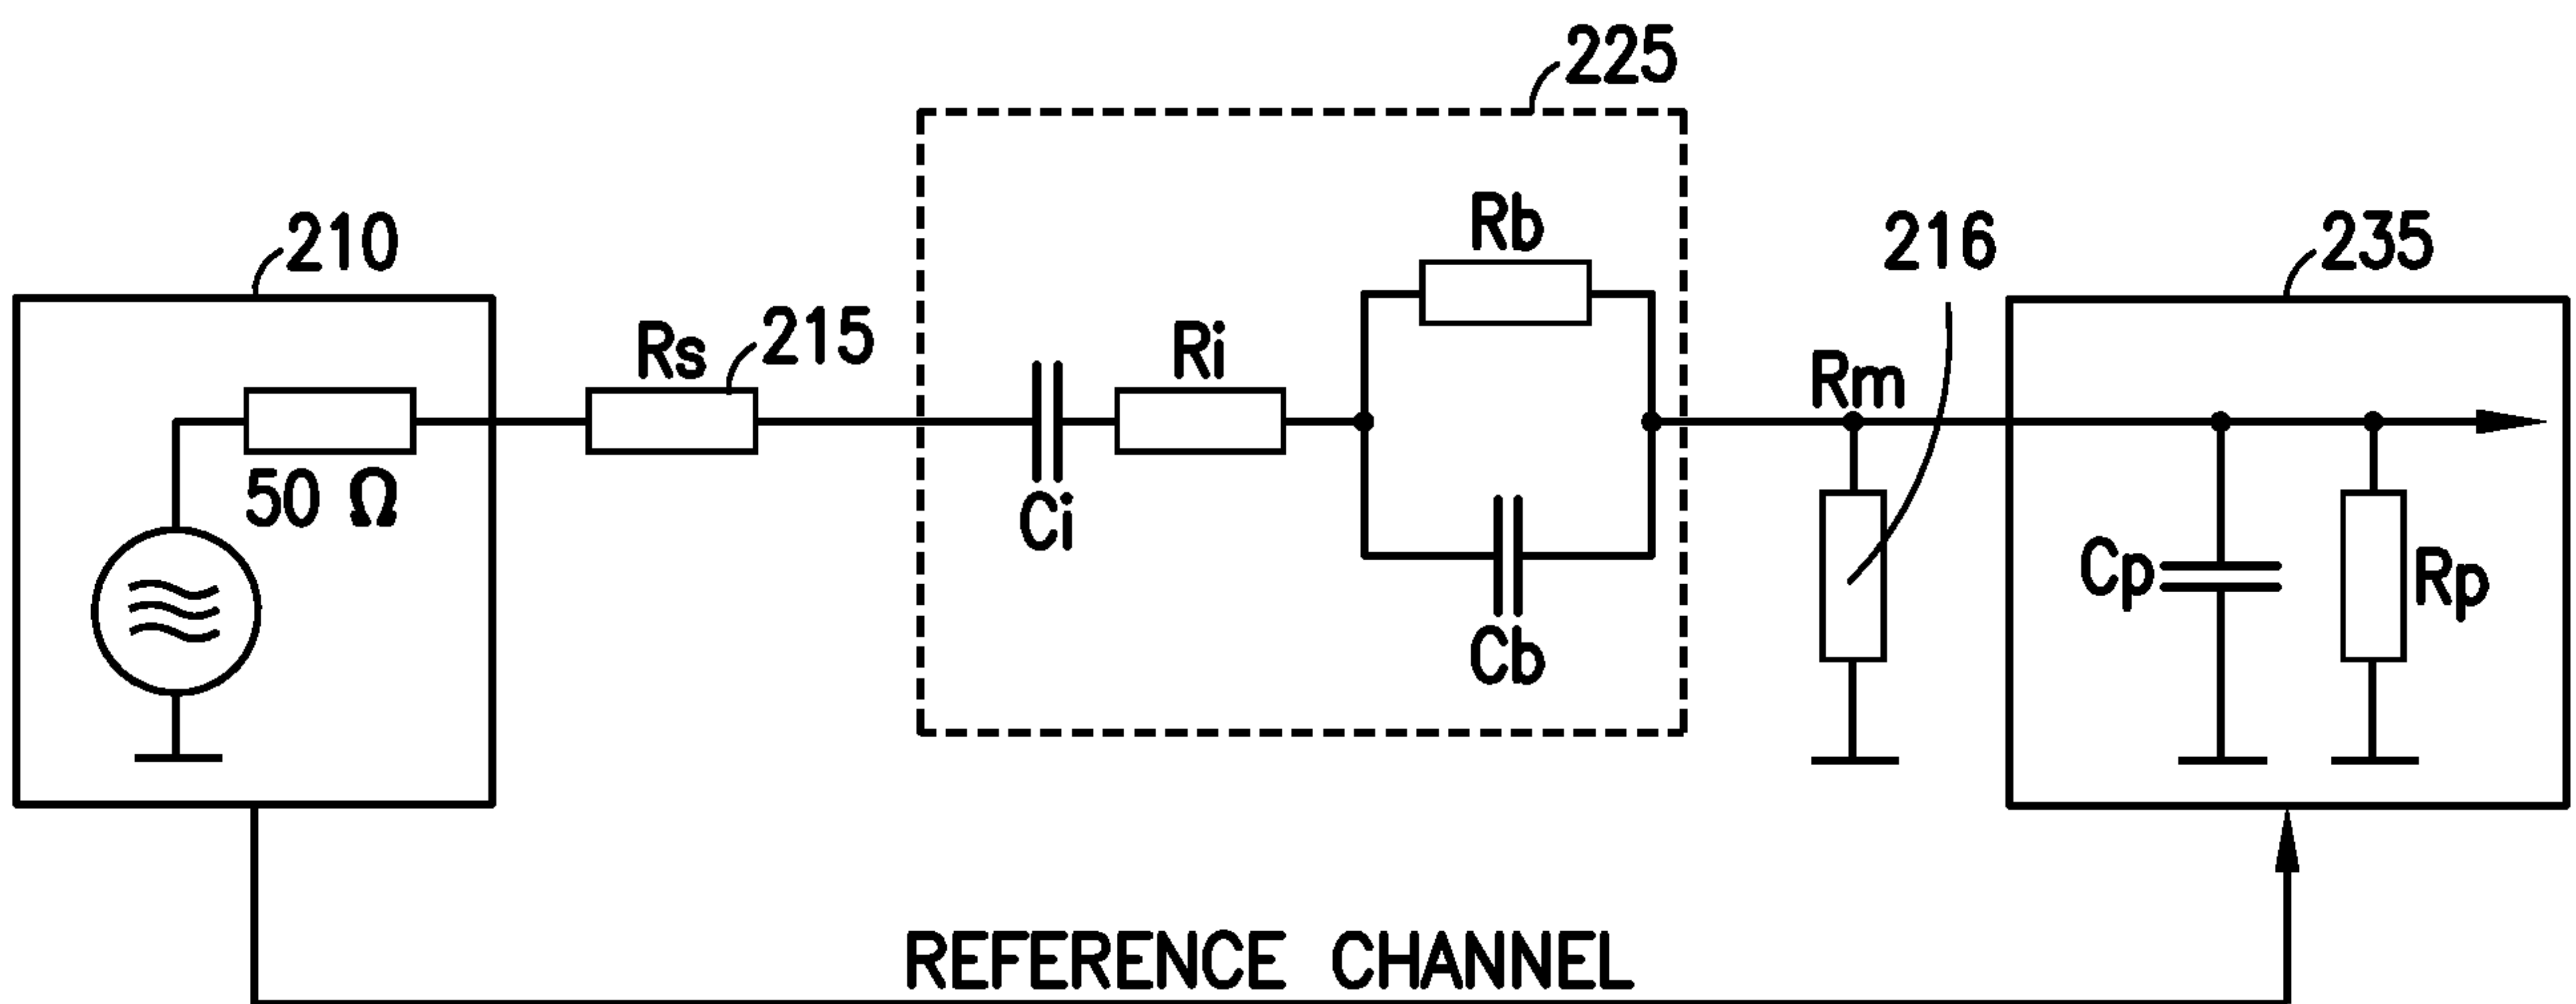 225
Rb
210
216
235
Rs
215
Ri
Rm
50 Ω
Ci
Cp
Rp
Cb
REFERENCE CHANNEL